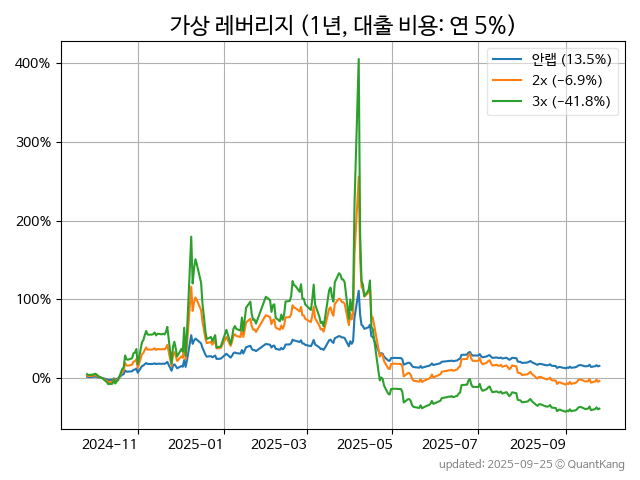 가상 레버리지 (1년, 대출 비용: 연 5%)
안랩 (13.5%)
2x (−6.9%)
3x (−41.8%)
400%
300%
200%
100%
0%
2024-11 2025-01 2025-03 2025-05 2025-07 2025-09
updated: 2025-09-25 © QuantKang